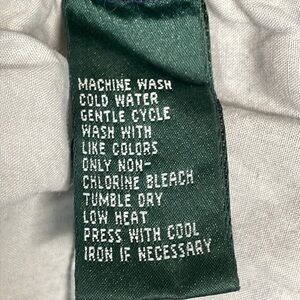 MACHINE WASH
COLD WATER
GENTLE CYCLE
WASH WITH
LIKE COLORS
ONLY NON-
CHLORINE BLEACH
TUMBLE DRY
LOW HEAT
PRESS WITH COOL
IRON IF NECESSARY